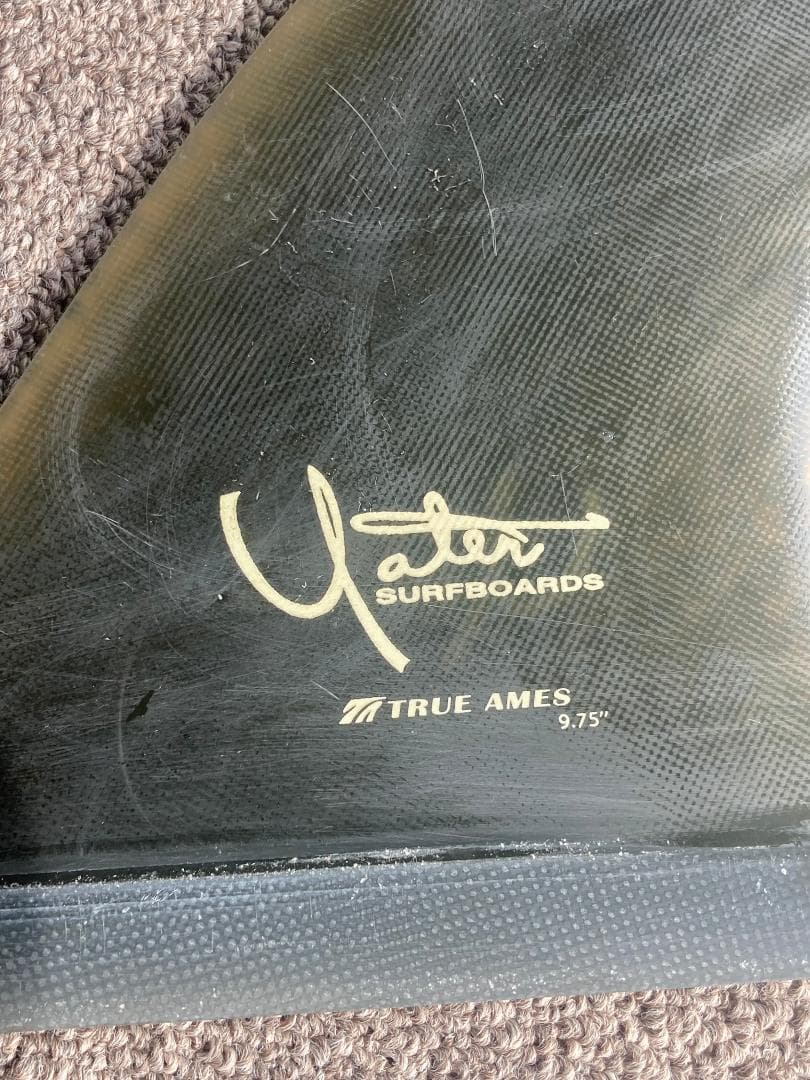 Yater
SURFBOARDS
TRUE AMES
9.75"